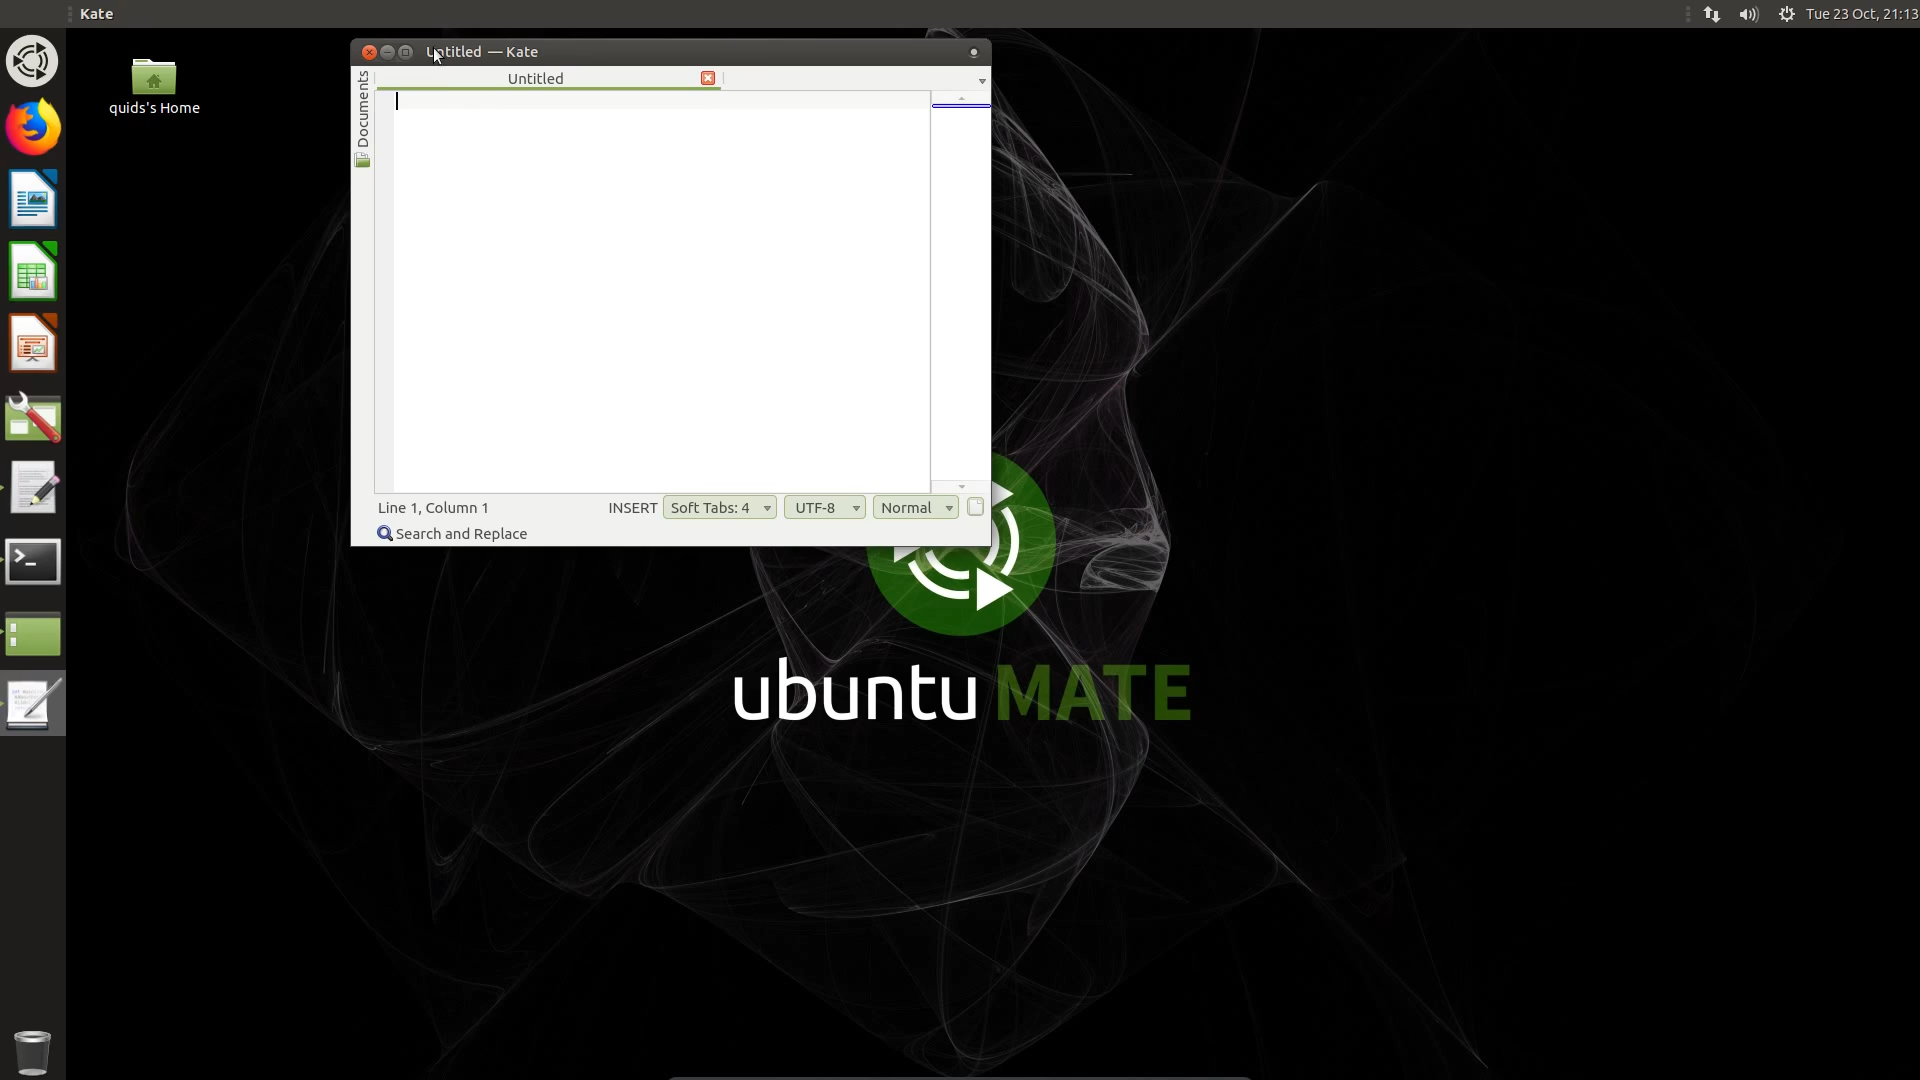 Kate
Tue 23 Oct, 21:13
quids's Home
Untitled — Kate
Untitled
Documents
Line 1, Column 1
INSERT
Soft Tabs: 4
UTF-8
Normal
Search and Replace
ubuntu MATE